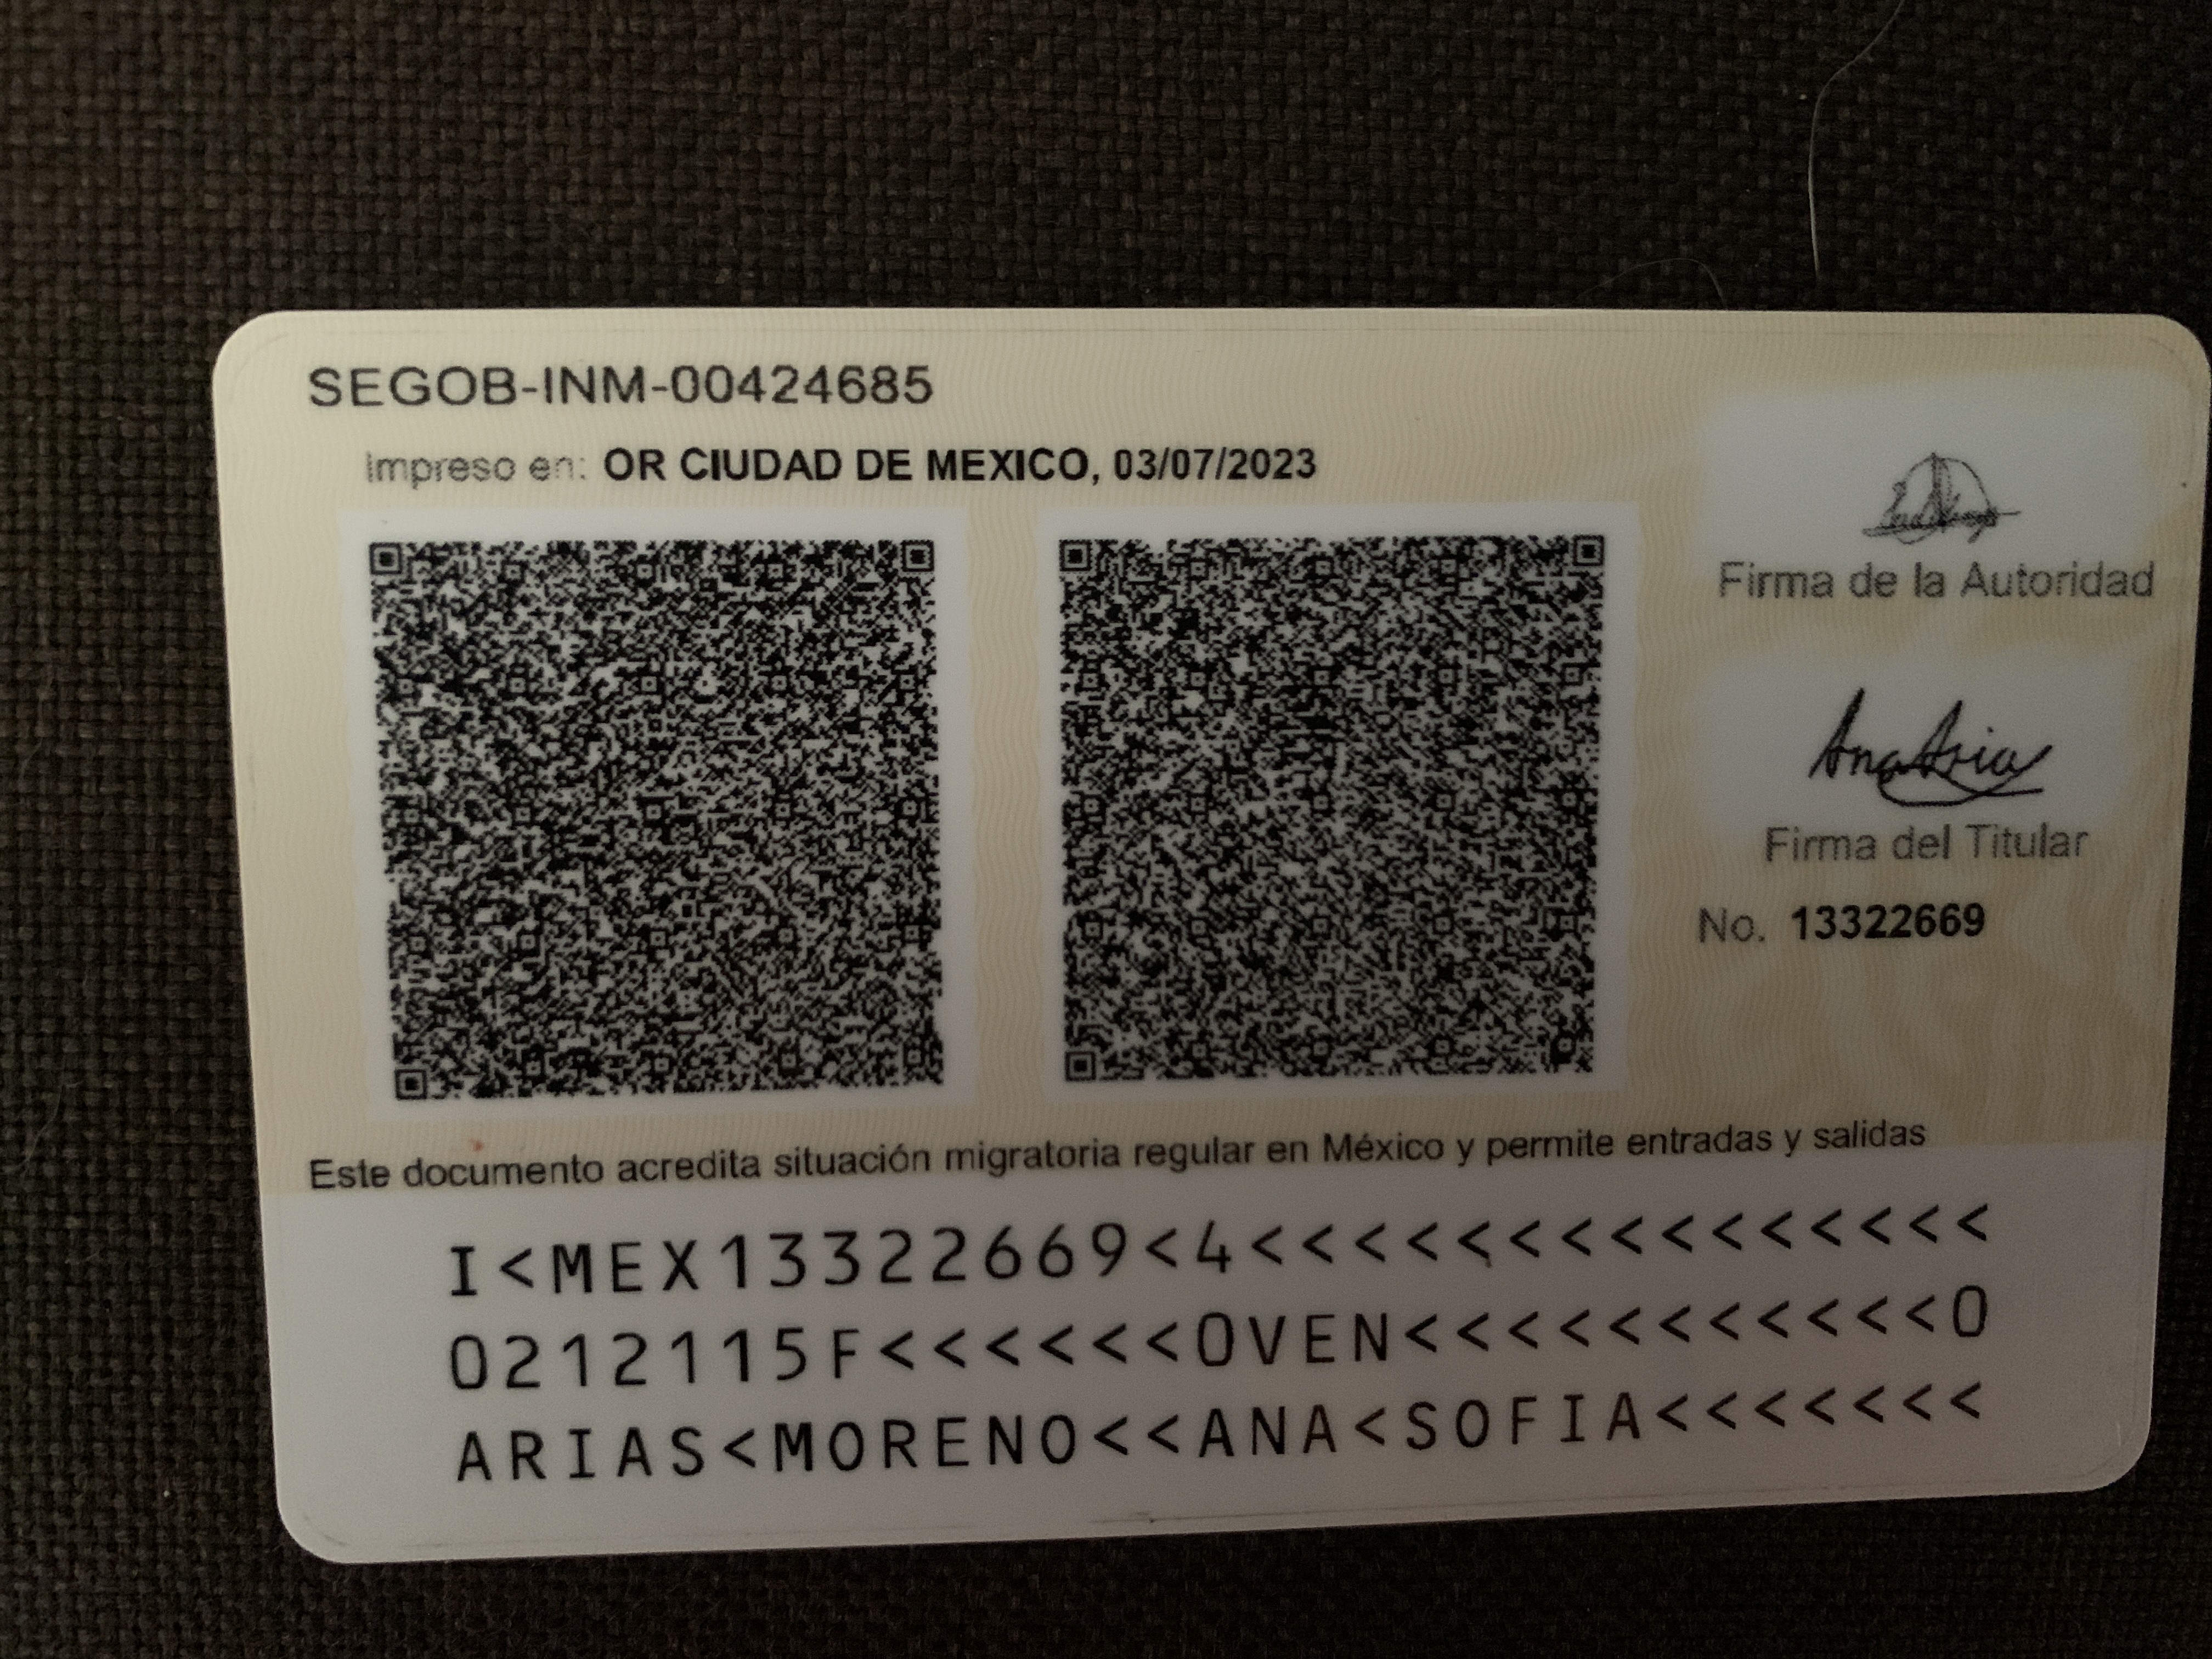 SEGOB-INM-00424685
Impreso en: OR CIUDAD DE MEXICO, 03/07/2023
Firma de la Autoridad
Ana Arias
Firma del Titular
No. 13322669
Este documento acredita situación migratoria regular en México y permite entradas y salidas
I<MEX13322669<4<<<<<<<<<<<<<<<
0212115F<<<<<<OVEN<<<<<<<<<<<0
ARIAS<MORENO<<ANA<SOFIA<<<<<<<